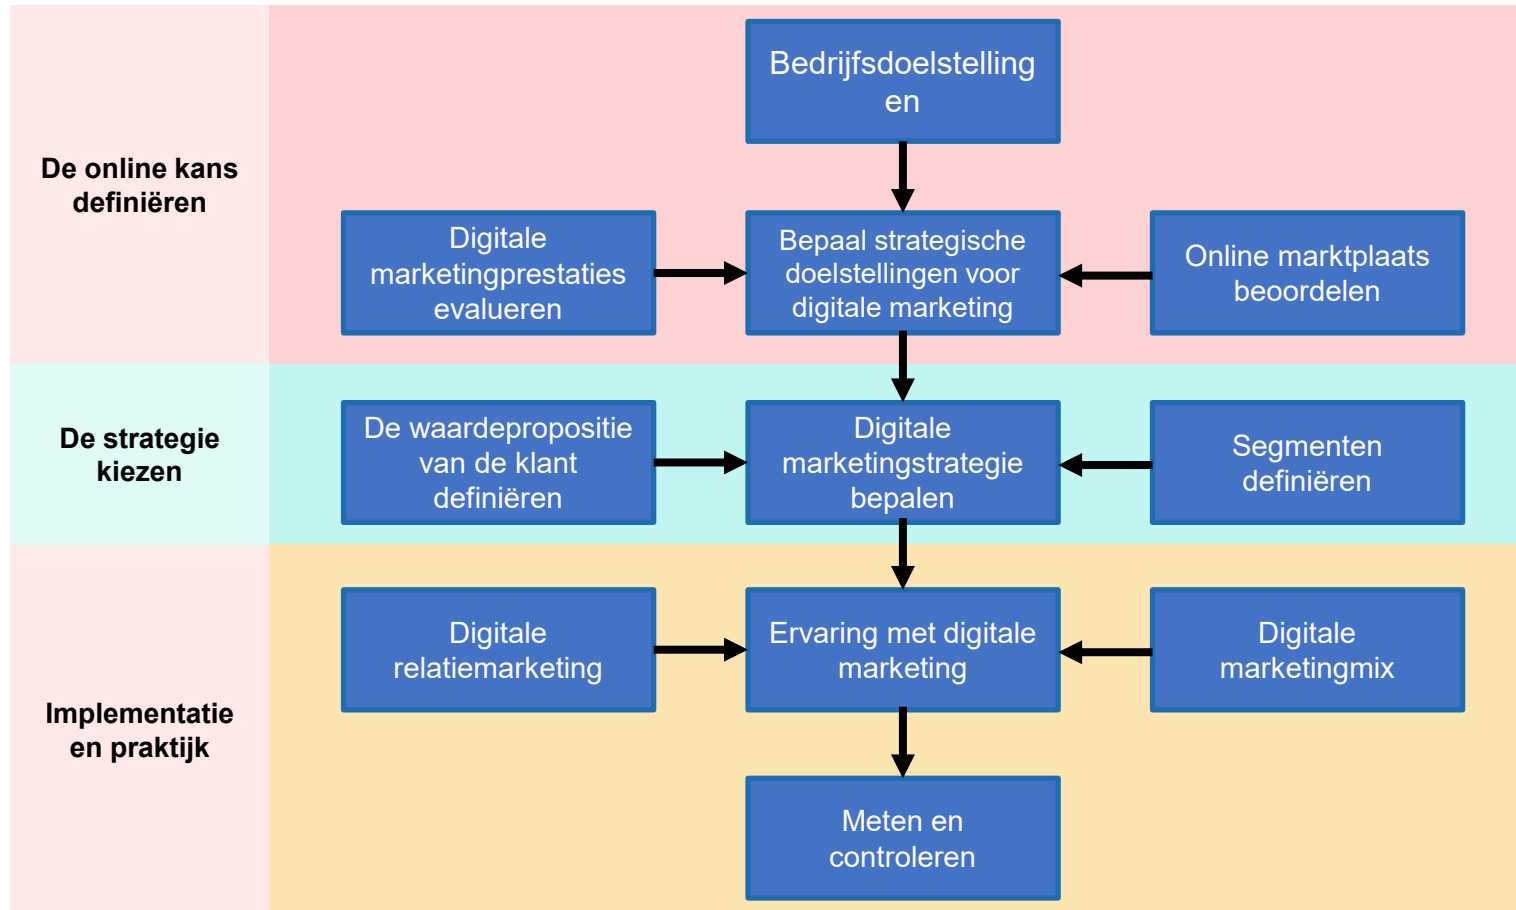 De online kans
definiëren
Bedrijfsdoelstelling
en
Digitale
marketingprestaties
evalueren
Bepaal strategische
doelstellingen voor
digitale marketing
Online marktplaats
beoordelen
De strategie
kiezen
De waardepropositie
van de klant
definiëren
Digitale
marketingstrategie
bepalen
Segmenten
definiëren
Implementatie
en praktijk
Digitale
relatiemarketing
Ervaring met digitale
marketing
Digitale
marketingmix
Meten en
controleren